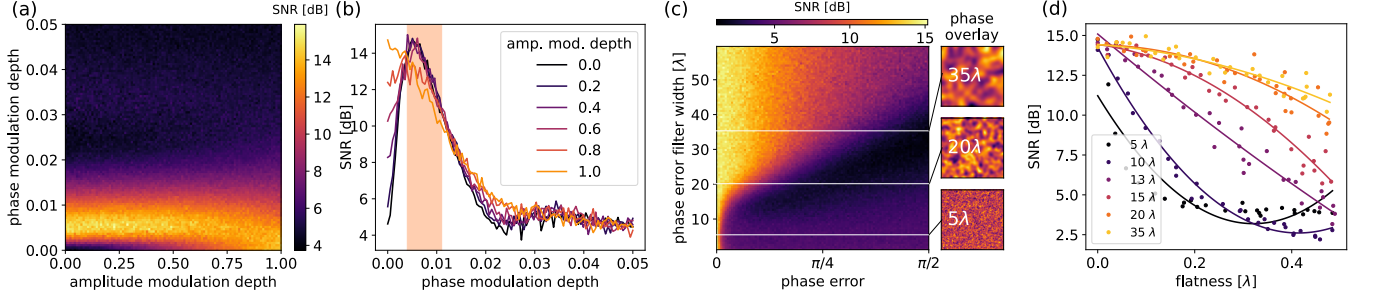 (a)
SNR [dB]
phase modulation depth
0.05
0.04
0.03
0.02
0.01
0.00
0.00 0.25 0.50 0.75 1.00
amplitude modulation depth
14
12
10
8
6
4
(b)
SNR [dB]
14
12
10
8
6
4
amp. mod. depth
0.0
0.2
0.4
0.6
0.8
1.0
0.00 0.01 0.02 0.03 0.04 0.05
phase modulation depth
(c)
SNR [dB]
5 10 15
phase error filter width [λ]
50
40
30
20
10
0 π/4 π/2
phase error
phase
overlay
35λ
20λ
5λ
(d)
SNR [dB]
15.0
12.5
10.0
7.5
5.0
2.5
5 λ
10 λ
13 λ
15 λ
20 λ
35 λ
0.0 0.2 0.4
flatness [λ]